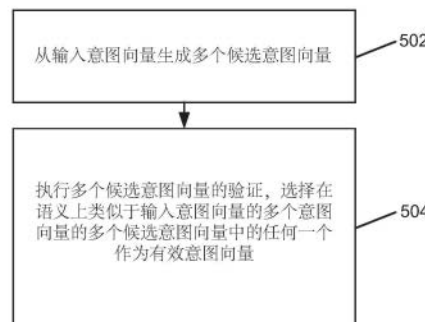 从输入意图向量生成多个候选意图向量
502
执行多个候选意图向量的验证，选择在
语义上类似于输入意图向量的多个意图
向量的多个候选意图向量中的任何一个
作为有效意图向量
504